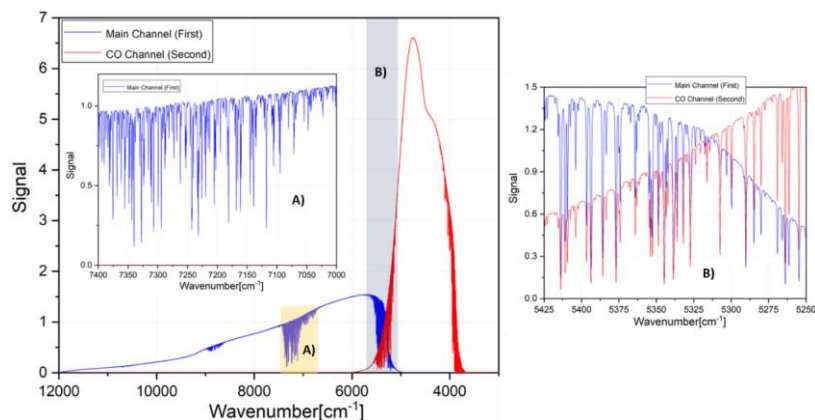 7
6
5
4
3
2
1
0
Signal
Main Channel (First)
CO Channel (Second)
B)
Main Channel (First)
1.0
0.5
0.0
Signal
A)
7400 7350 7300 7250 7200 7150 7100 7050 7000
Wavenumber[cm⁻¹]
A)
12000 10000 8000 6000 4000
Wavenumber[cm⁻¹]
Main Channel (First)
CO Channel (Second)
1.5
1.2
0.9
0.6
0.3
0.0
Signal
B)
5425 5400 5375 5350 5325 5300 5275 5250
Wavenumber[cm⁻¹]